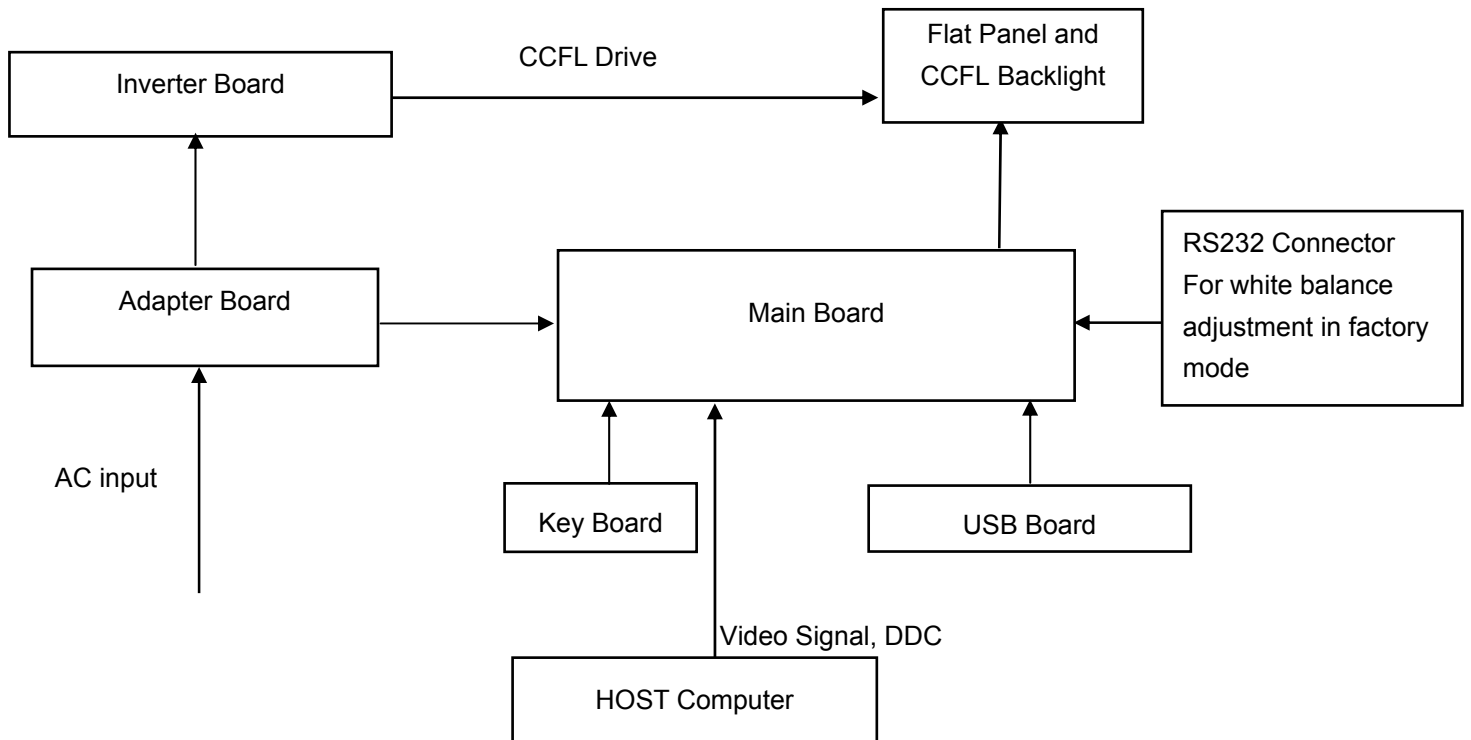 CCFL Drive
Flat Panel and
CCFL Backlight
Inverter Board
RS232 Connector
For white balance
adjustment in factory
mode
Adapter Board
Main Board
AC input
Key Board
USB Board
Video Signal, DDC
HOST Computer